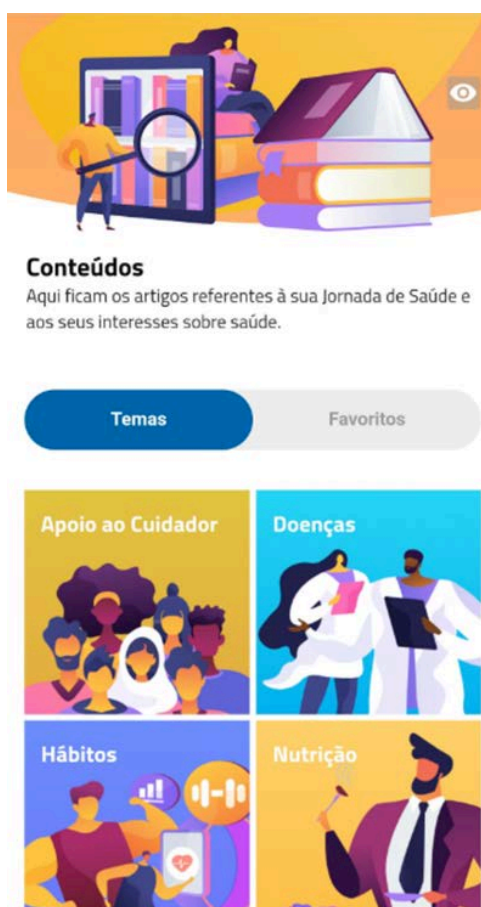 Conteúdos
Aqui ficam os artigos referentes à sua Jornada de Saúde e
aos seus interesses sobre saúde.
Temas
Favoritos
Apoio ao Cuidador
Doenças
Hábitos
Nutrição